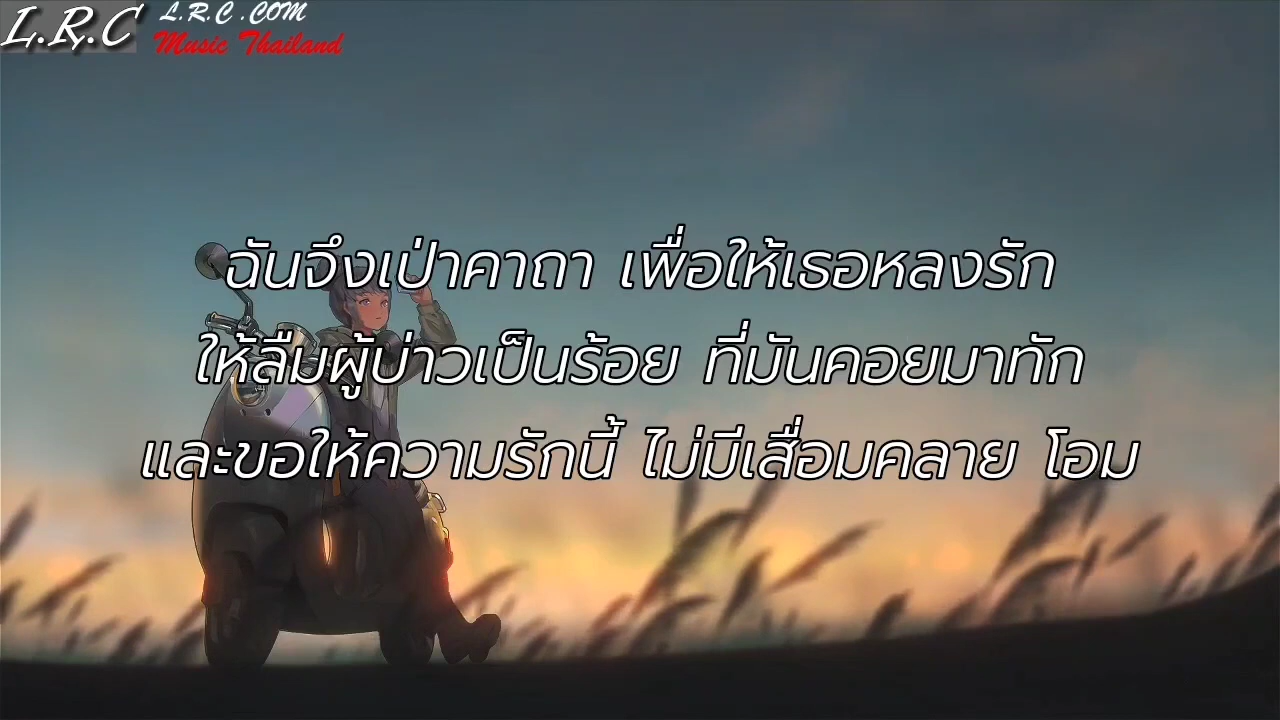 L.R.C
L.R.C .COM
Music Thailand
ฉันจึงเป่าคาถา เพื่อให้เธอหลงรัก
ให้ลืมผู้บ่าวเป็นร้อย ที่มันคอยมาทัก
และขอให้ความรักนี้ ไม่มีเสื่อมคลาย โอม